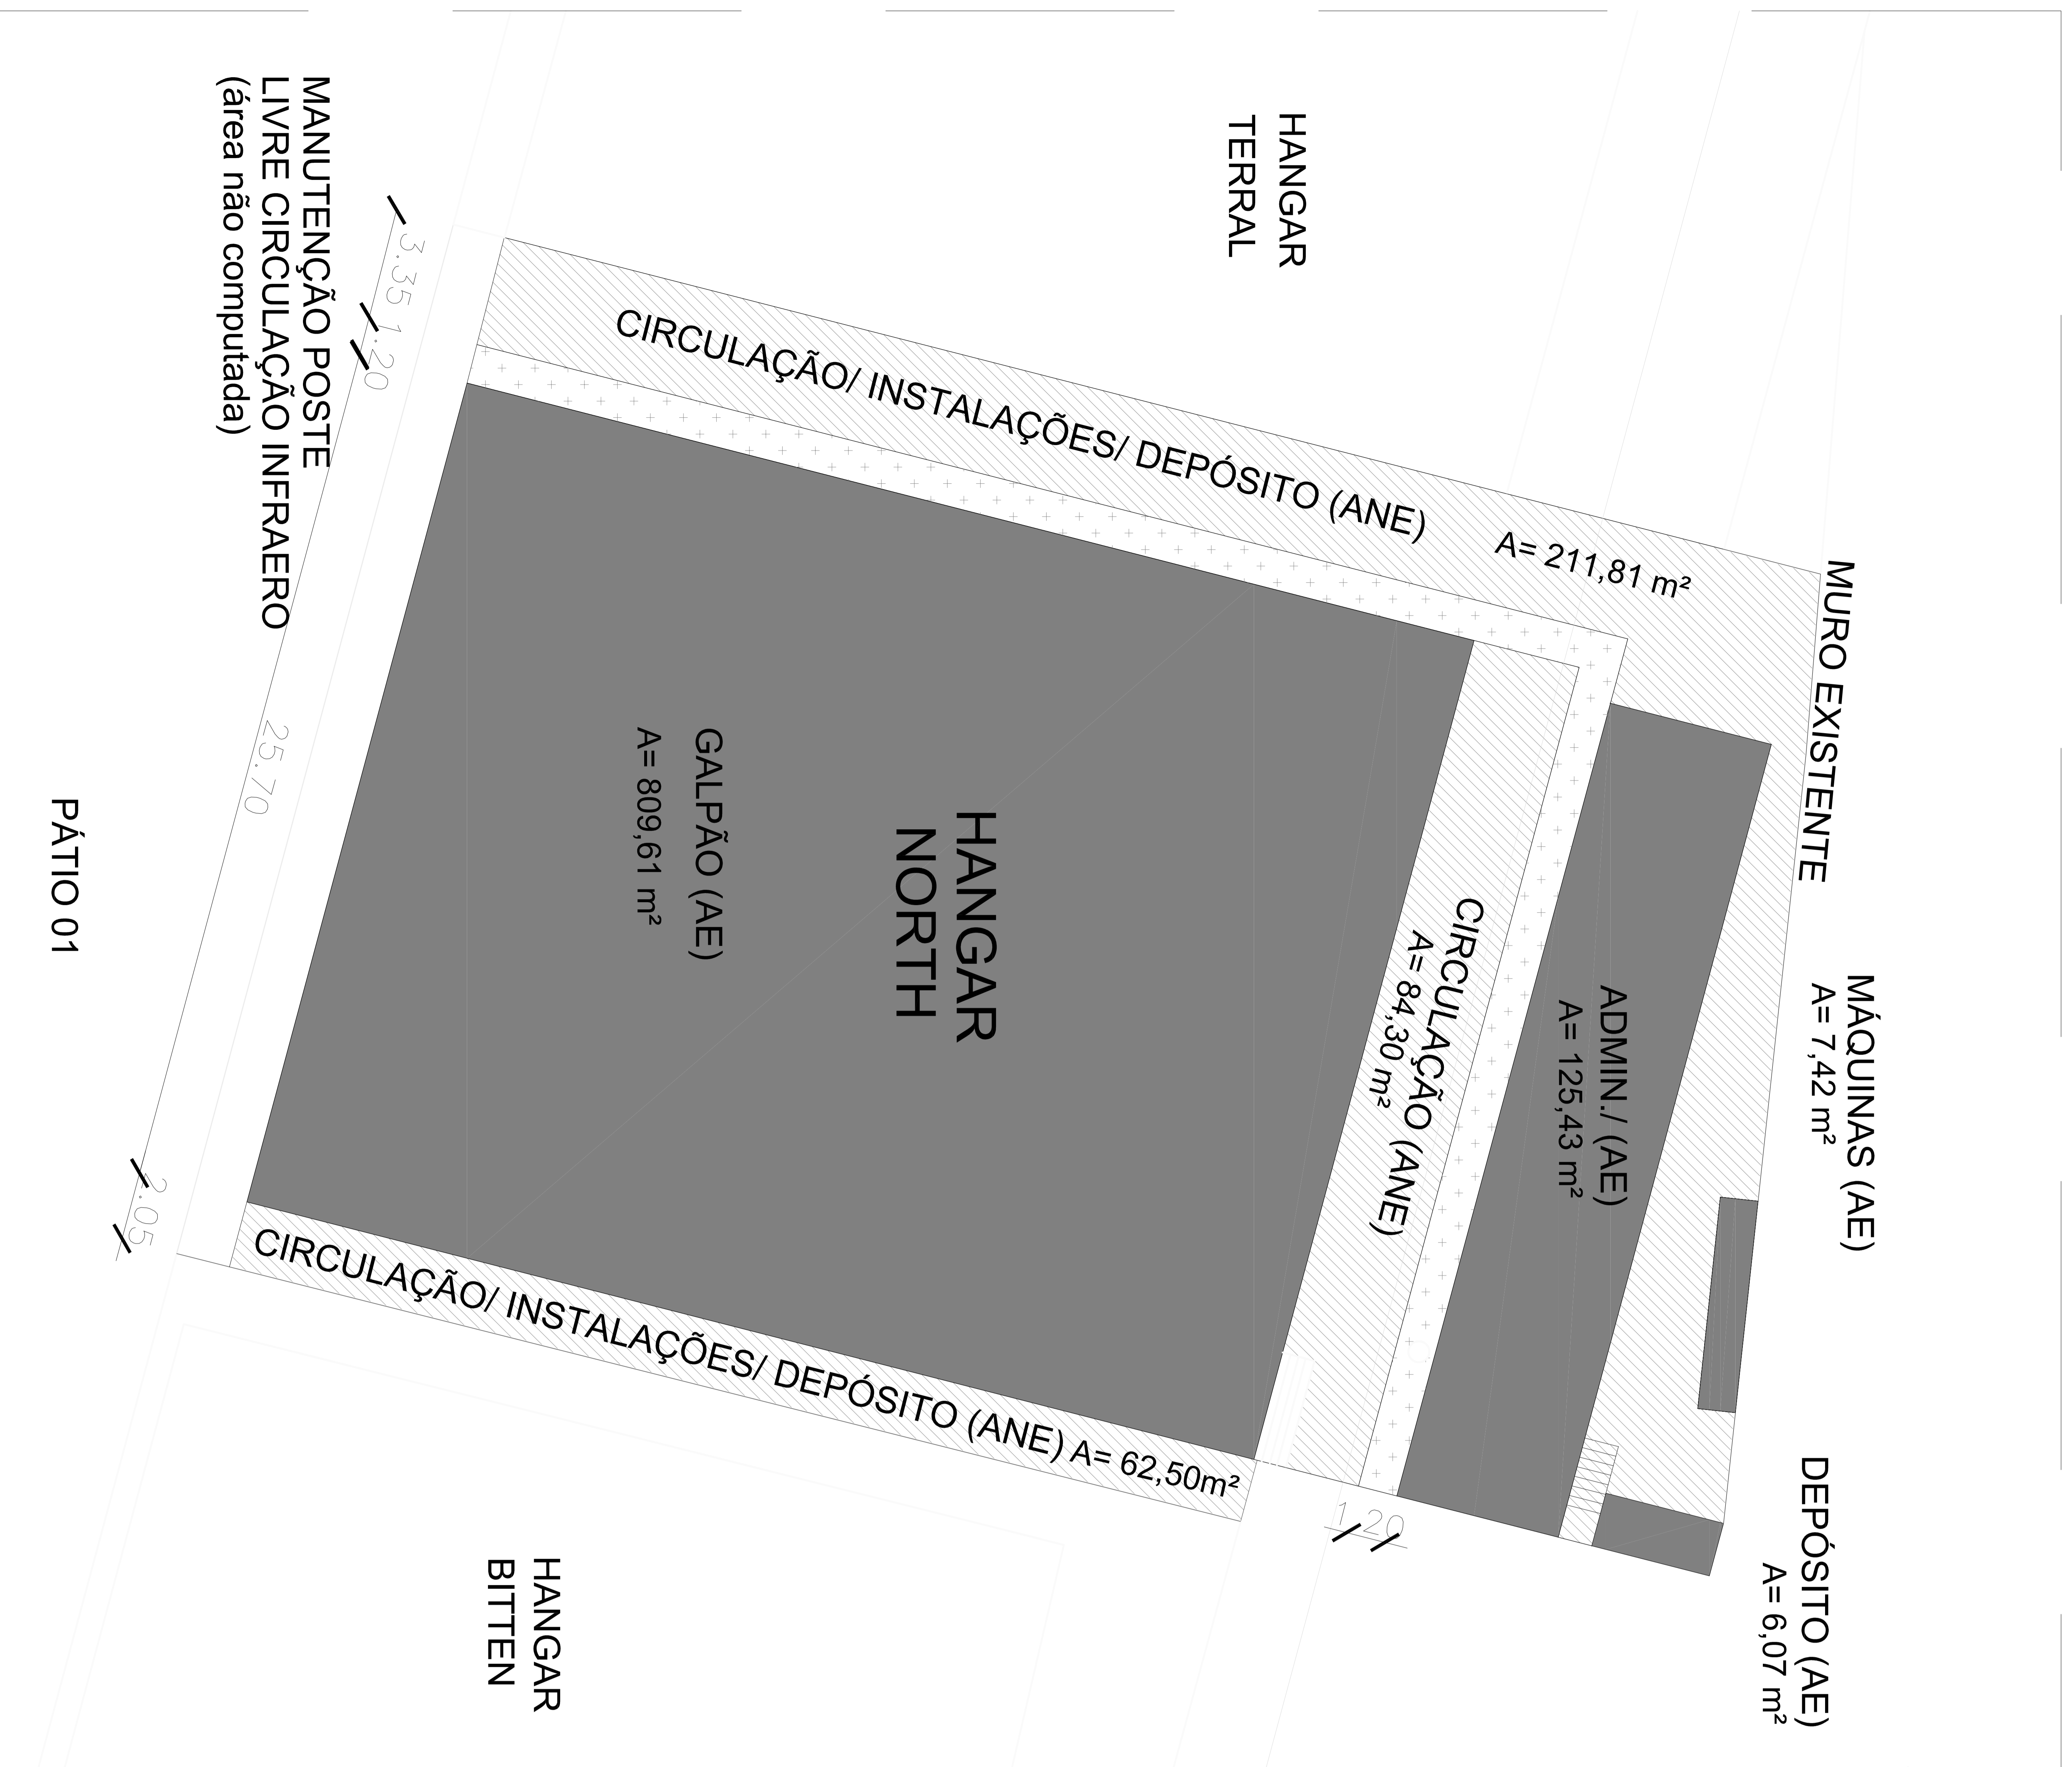 MANUTENÇÃO POSTE
LIVRE CIRCULAÇÃO INFRAERO
(área não computada)
HANGAR
TERRAL
3.35
1.20
CIRCULAÇÃO/ INSTALAÇÕES/ DEPÓSITO (ANE)
A= 211,81 m²
MURO EXISTENTE
25.70
GALPÃO (AE)
A= 809,61 m²
HANGAR
NORTH
CIRCULAÇÃO (ANE)
A= 84,30 m²
ADMIN./ (AE)
A= 125,43 m²
MÁQUINAS (AE)
A= 7,42 m²
PÁTIO 01
2.05
CIRCULAÇÃO/ INSTALAÇÕES/ DEPÓSITO (ANE) A= 62,50m²
1.20
DEPÓSITO (AE)
A= 6,07 m²
HANGAR
BITTEN